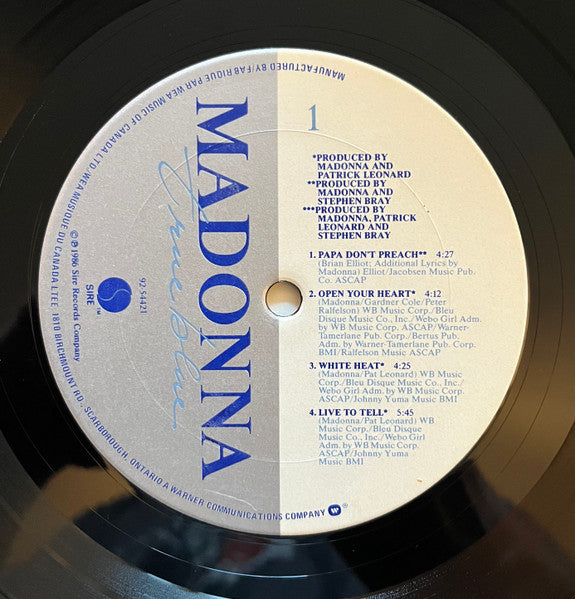 MANUFACTURED BY/FABRIQUE PAR WEA MUSIC OF CANADA LTD./WEA MUSIQUE DU CANADA LTEE. 1810 BIRCHMOUNT RD., SCARBOROUGH, ONTARIO A WARNER COMMUNICATIONS COMPANY W®
MADONNA
True blue
92-54421
SIRE™
© ℗ 1986 Sire Records Company
1
*PRODUCED BY
MADONNA AND
PATRICK LEONARD
**PRODUCED BY
MADONNA AND
STEPHEN BRAY
***PRODUCED BY
MADONNA, PATRICK
LEONARD AND
STEPHEN BRAY
1. PAPA DON'T PREACH** 4:27
(Brian Elliot; Additional Lyrics by
Madonna) Elliot/Jacobsen Music Pub.
Co. ASCAP
2. OPEN YOUR HEART* 4:12
(Madonna/Gardner Cole/Peter
Ralfelson) WB Music Corp./Bleu
Disque Music Co., Inc./Webo Girl Adm.
by WB Music Corp. ASCAP/Warner-
Tamerlane Pub. Corp./Bertus Pub.
Adm. by Warner-Tamerlane Pub. Corp.
BMI/Ralfelson Music ASCAP
3. WHITE HEAT* 4:25
(Madonna/Pat Leonard) WB Music
Corp./Bleu Disque Music Co., Inc./
Webo Girl Adm. by WB Music Corp.
ASCAP/Johnny Yuma Music BMI
4. LIVE TO TELL* 5:45
(Madonna/Pat Leonard) WB
Music Corp./Bleu Disque
Music Co., Inc./Webo Girl
Adm. by WB Music Corp.
ASCAP/Johnny Yuma
Music BMI